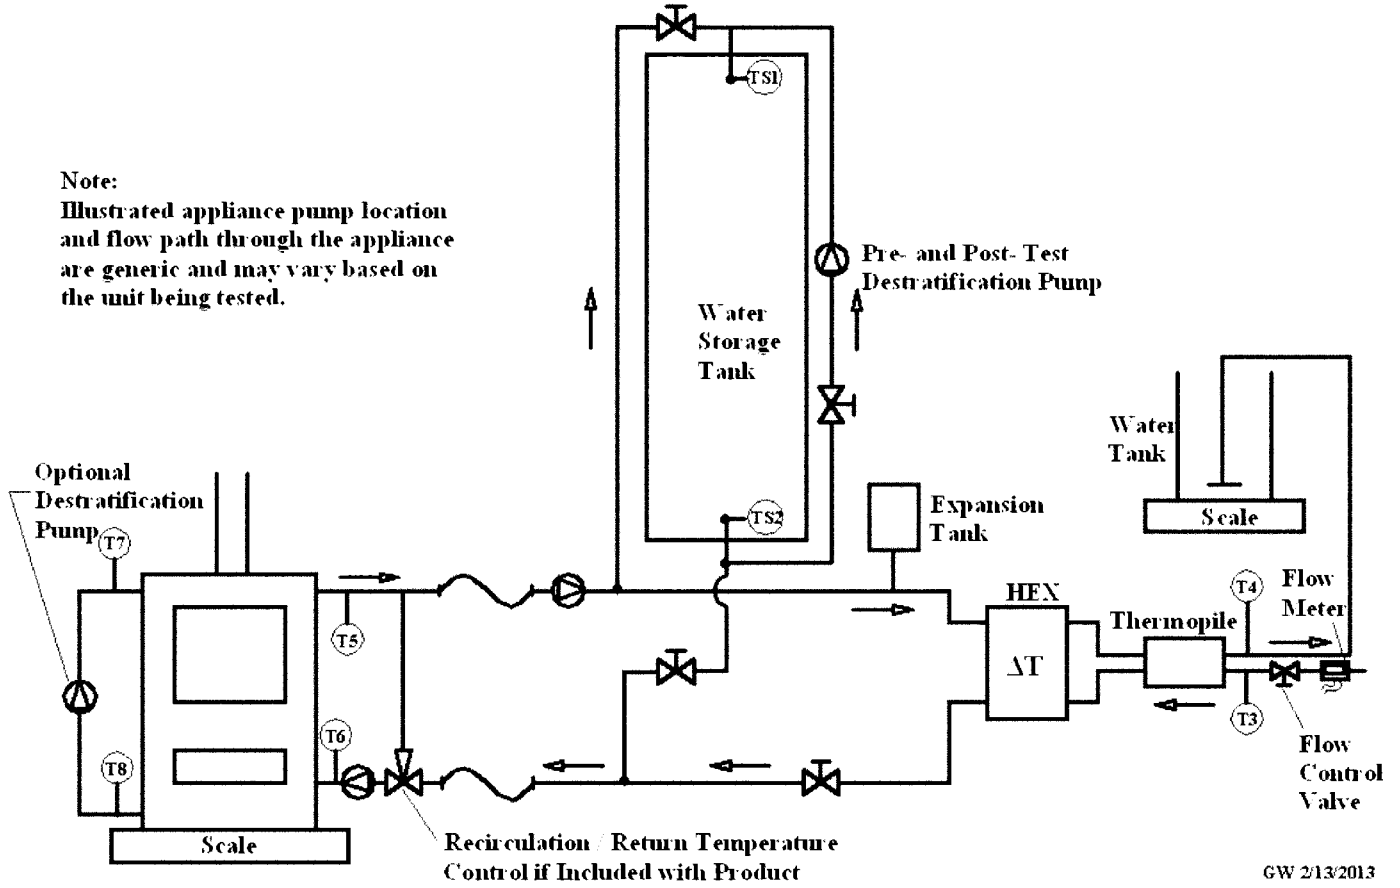 TS1
Note:
Illustrated appliance pump location
and flow path through the appliance
are generic and may vary based on
the unit being tested.
Pre- and Post- Test
Destratification Pump
Water
Storage
Tank
Water
Tank
Scale
Optional
Destratification
Pump
T7
TS2
Expansion
Tank
T5
HEX
ΔT
Thermopile
T4
Flow
Meter
T3
T6
T8
Flow
Control
Valve
Scale
Recirculation / Return Temperature
Control if Included with Product
GW 2/13/2013